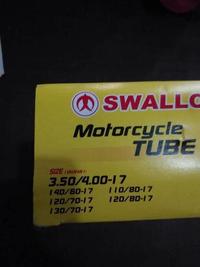 SWALLO
Motorcycle
TUBE
SIZE (UKURAN)
3.50/4.00-17
140/60-17 110/80-17
120/70-17 120/80-17
130/70-17